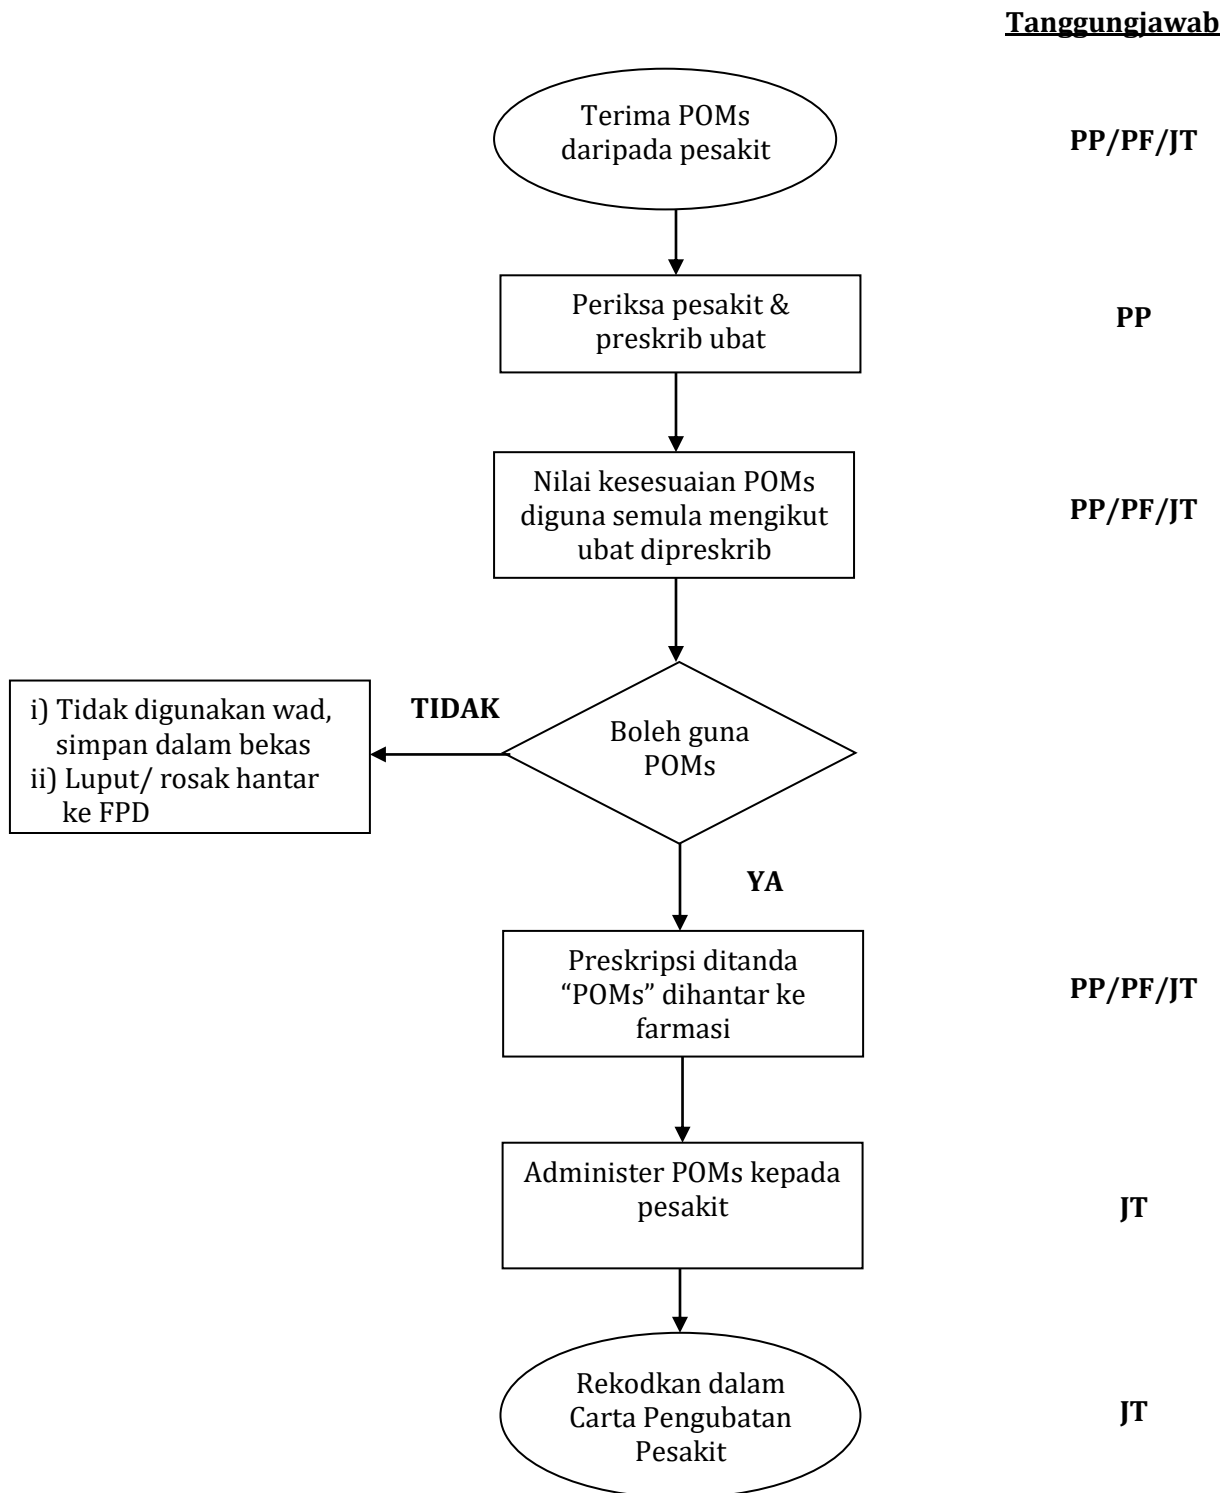 Tanggungjawab
Terima POMs
daripada pesakit
PP/PF/JT
Periksa pesakit &
preskrib ubat
PP
Nilai kesesuaian POMs
diguna semula mengikut
ubat dipreskrib
PP/PF/JT
i) Tidak digunakan wad,
simpan dalam bekas
ii) Luput/ rosak hantar
ke FPD
TIDAK
Boleh guna
POMs
YA
Preskripsi ditanda
“POMs” dihantar ke
farmasi
PP/PF/JT
Administer POMs kepada
pesakit
JT
Rekodkan dalam
Carta Pengubatan
Pesakit
JT